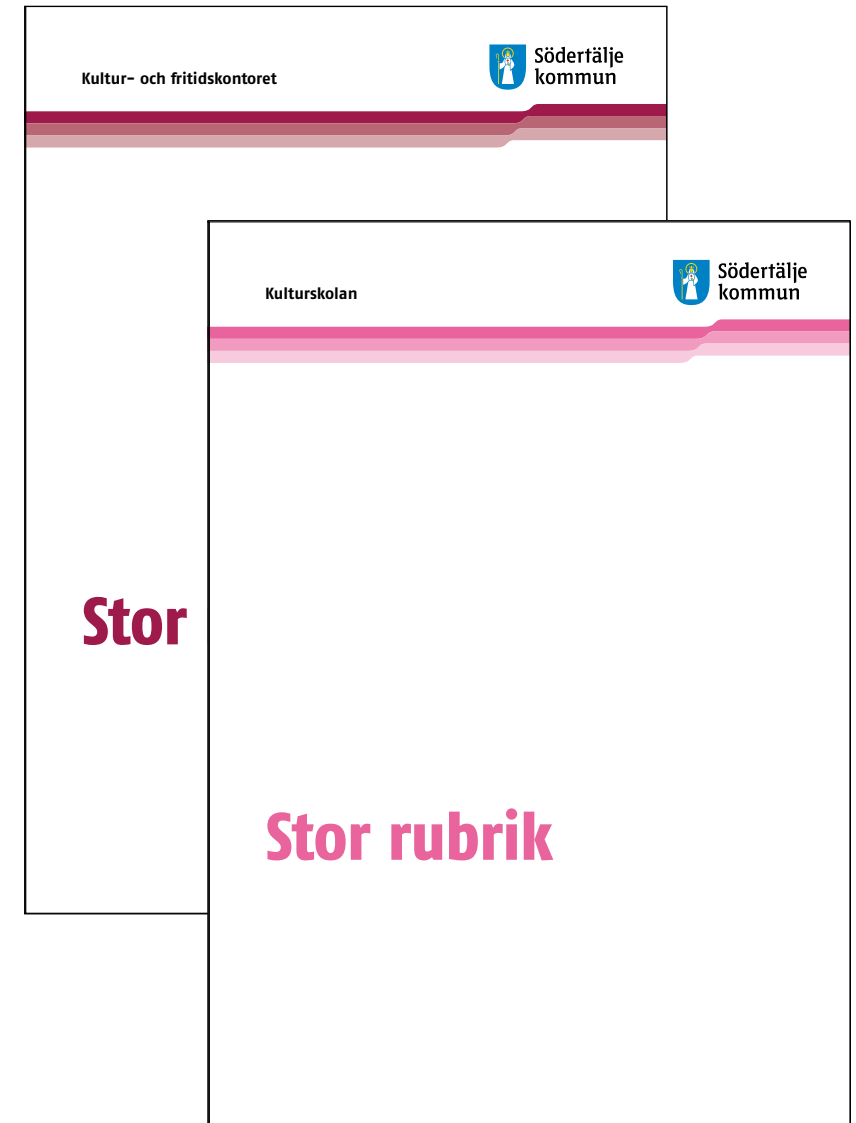 Kultur- och fritidskontoret
Södertälje
kommun
Stor
Kulturskolan
Södertälje
kommun
Stor rubrik